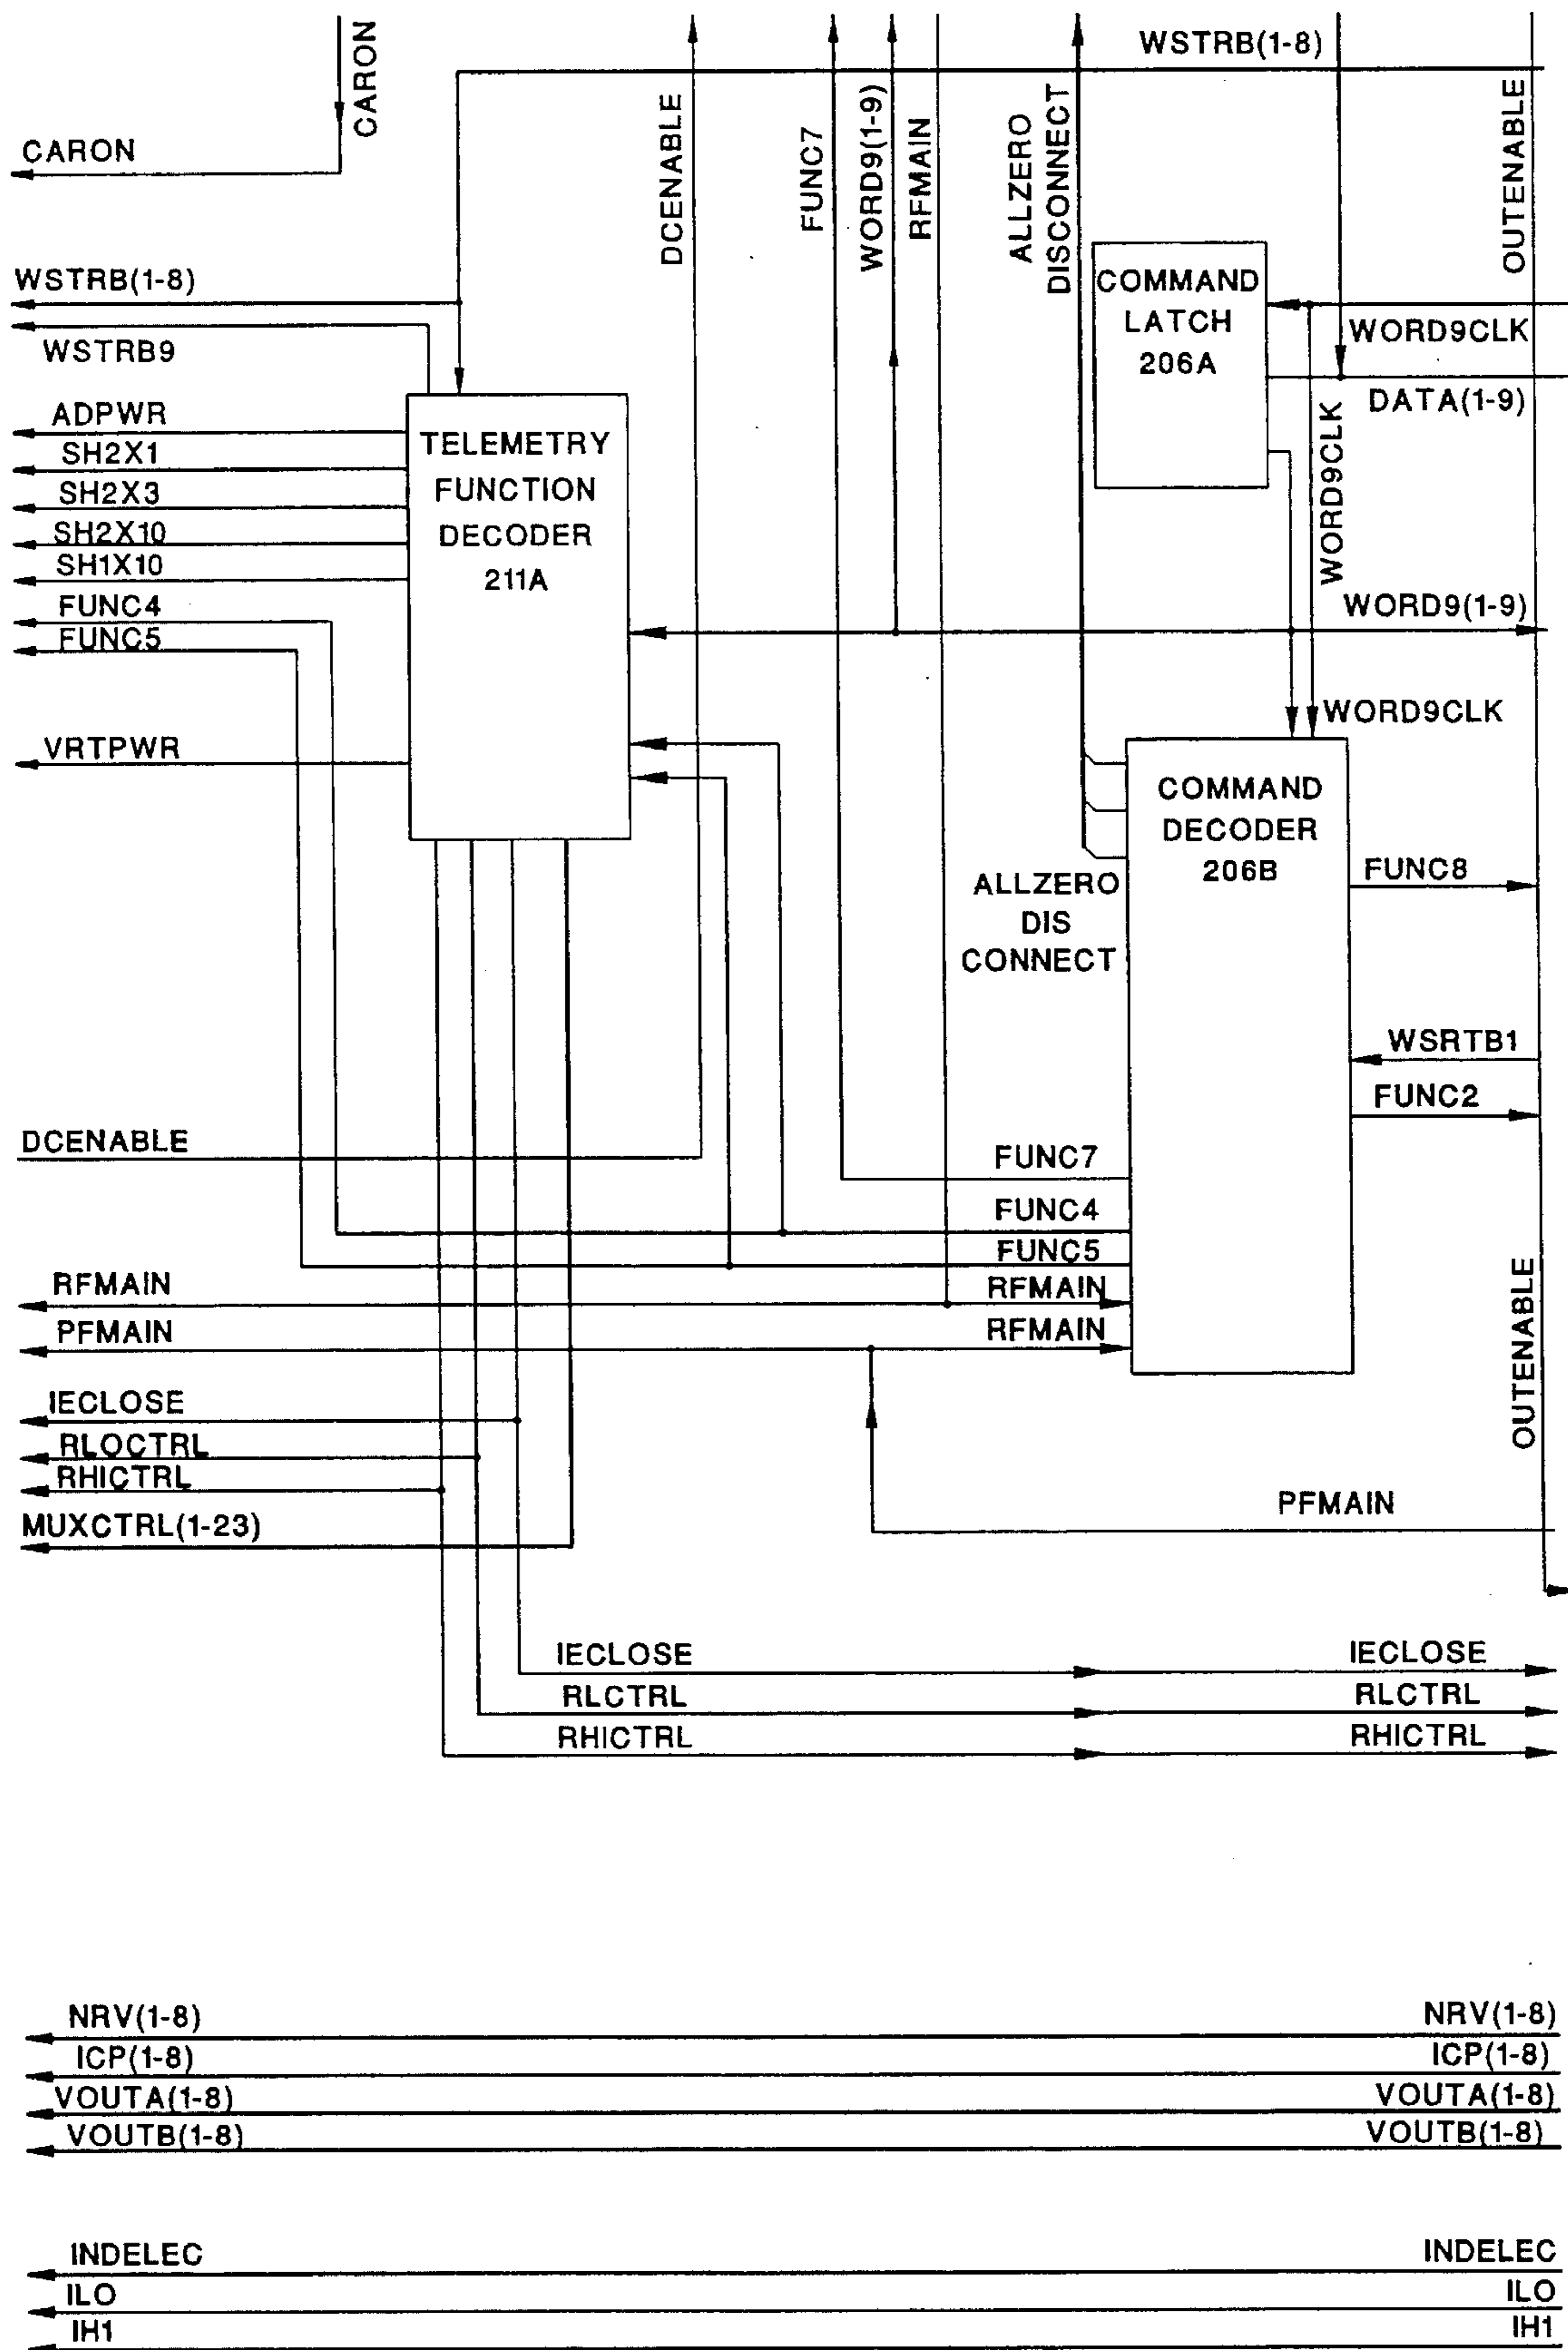 WSTRB(1-8)
CARON
CARON
DCENABLE
FUNC7
WORD9(1-9)
RFMAIN
ALLZERO
DISCONNECT
OUTENABLE
WSTRB(1-8)
WSTRB9
COMMAND
LATCH
206A
WORD9CLK
DATA(1-9)
WORD9CLK
ADPWR
SH2X1
SH2X3
SH2X10
SH1X10
FUNC4
FUNC5
VRTPWR
TELEMETRY
FUNCTION
DECODER
211A
WORD9(1-9)
WORD9CLK
COMMAND
DECODER
206B
ALLZERO
DIS
CONNECT
FUNC8
WSRTB1
FUNC2
DCENABLE
FUNC7
FUNC4
FUNC5
RFMAIN
RFMAIN
PFMAIN
RFMAIN
OUTENABLE
IECLOSE
RLOCTRL
RHICTRL
MUXCTRL(1-23)
PFMAIN
IECLOSE
IECLOSE
RLCTRL
RLCTRL
RHICTRL
RHICTRL
NRV(1-8)
NRV(1-8)
ICP(1-8)
ICP(1-8)
VOUTA(1-8)
VOUTA(1-8)
VOUTB(1-8)
VOUTB(1-8)
INDELEC
INDELEC
ILO
ILO
IH1
IH1